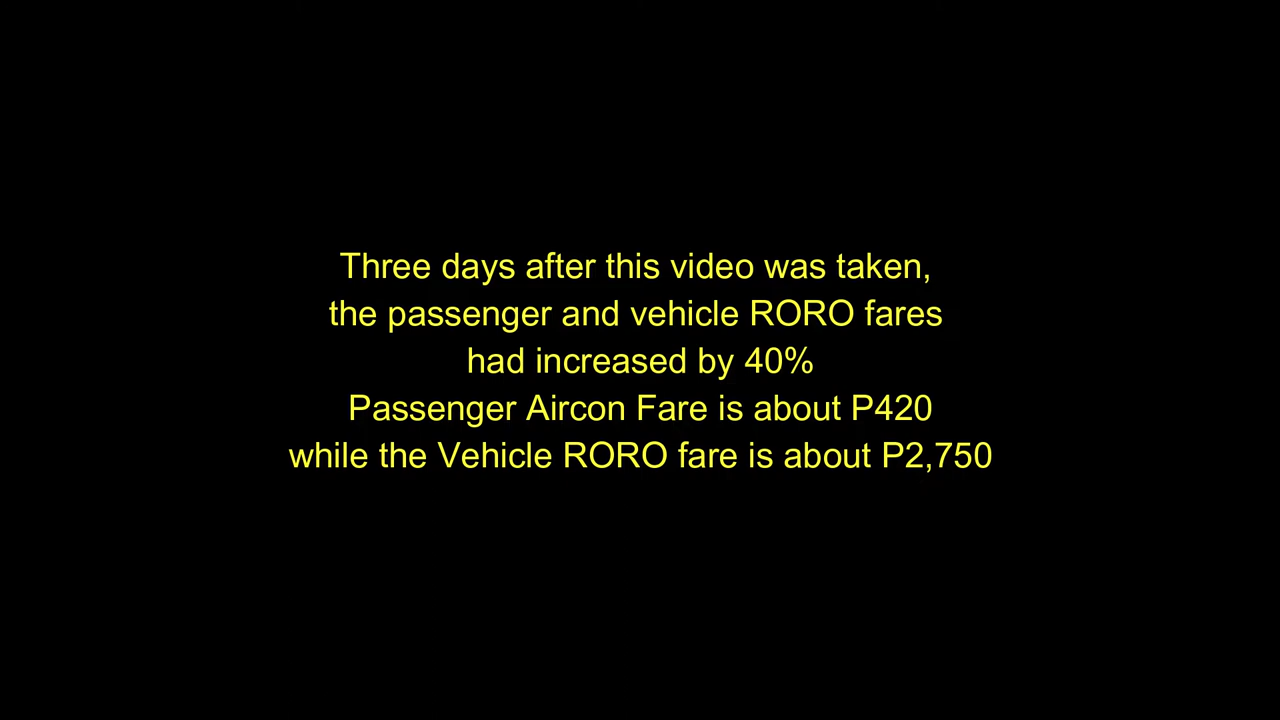 Three days after this video was taken,
the passenger and vehicle RORO fares
had increased by 40%
Passenger Aircon Fare is about P420
while the Vehicle RORO fare is about P2,750